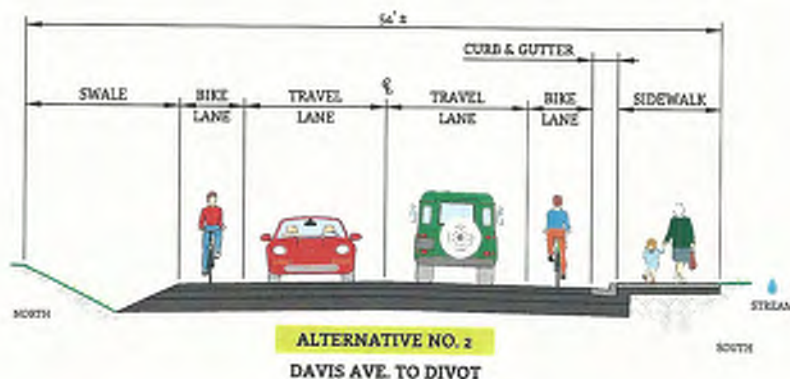 54' ±
CURB & GUTTER
SWALE
BIKE LANE
TRAVEL LANE
℄
TRAVEL LANE
BIKE LANE
SIDEWALK
NORTH
STREAM
SOUTH
ALTERNATIVE NO. 2
DAVIS AVE. TO DIVOT